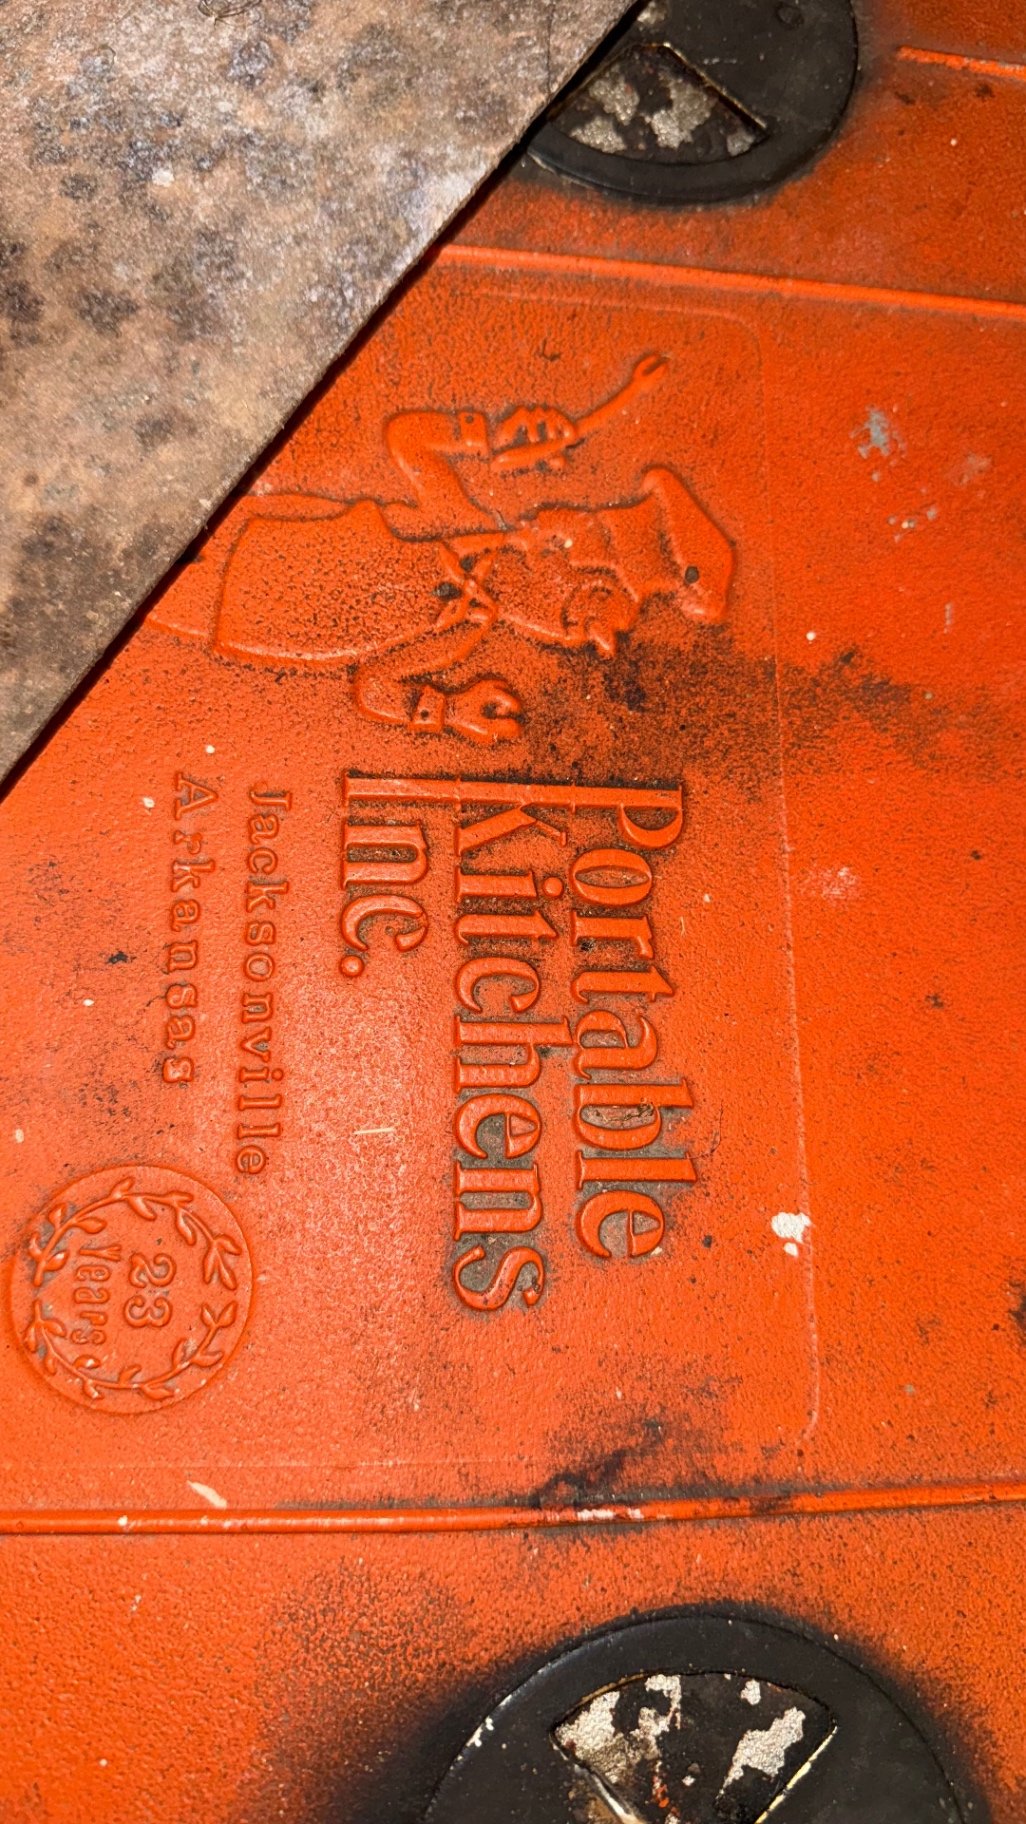 Portable
Kitchens
Inc.
Jacksonville
Arkansas
23
Years